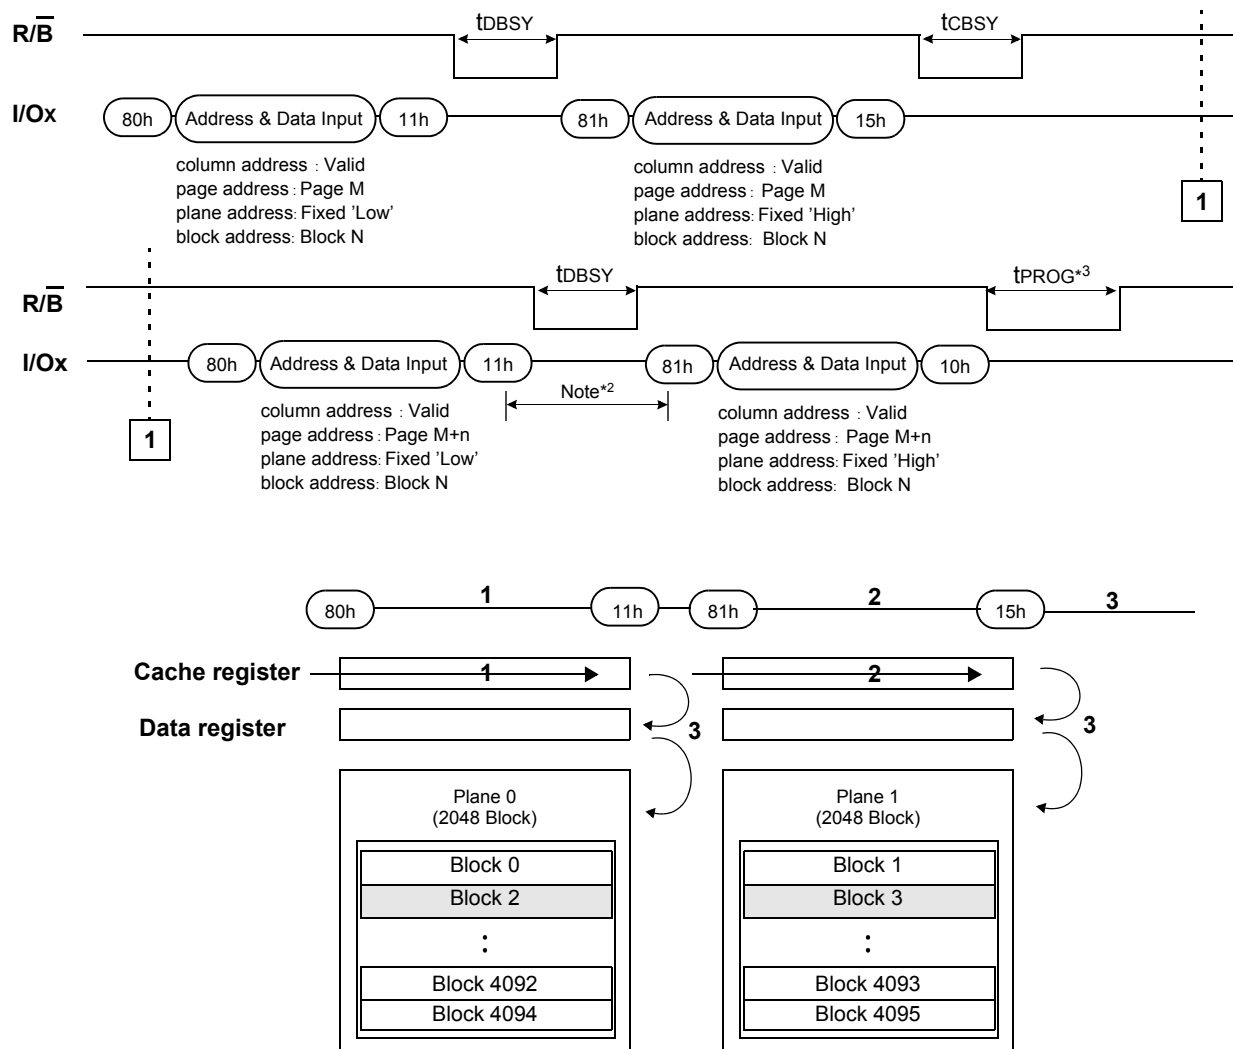 R/B tDBSY tCBSY
I/Ox 80h Address & Data Input 11h 81h Address & Data Input 15h
column address : Valid
page address : Page M
plane address: Fixed ’Low’
block address: Block N
column address : Valid
page address : Page M
plane address: Fixed ’High’
block address: Block N
1
R/B tDBSY tPROG*3
I/Ox 80h Address & Data Input 11h 81h Address & Data Input 10h
Note*2
1
column address : Valid
page address : Page M+n
plane address: Fixed ’Low’
block address: Block N
column address : Valid
page address : Page M+n
plane address: Fixed ’High’
block address: Block N
80h 1 11h 81h 2 15h 3
Cache register 1 2
Data register 3 3
Plane 0
(2048 Block)
Block 0
Block 2
:
Block 4092
Block 4094
Plane 1
(2048 Block)
Block 1
Block 3
:
Block 4093
Block 4095